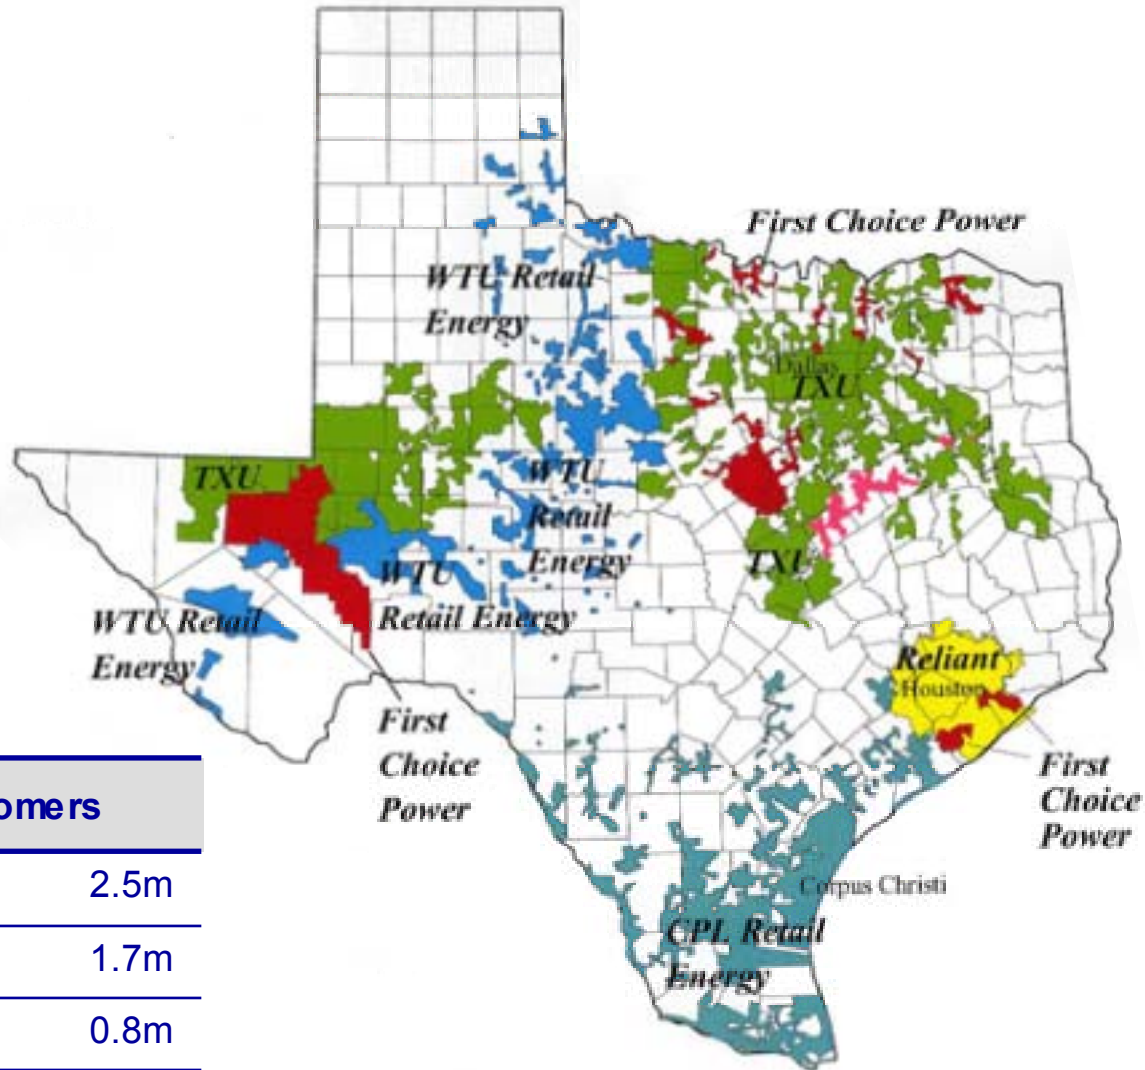 First Choice Power
WTU Retail
Energy
Dallas
TXU
TXU
WTU
Retail
Energy
TXU
WTU
Retail Energy
WTU Retail
Energy
Reliant
Houston
First
Choice
Power
First
Choice
Power
omers
2.5m
1.7m
0.8m
Corpus Christi
CPL Retail
Energy